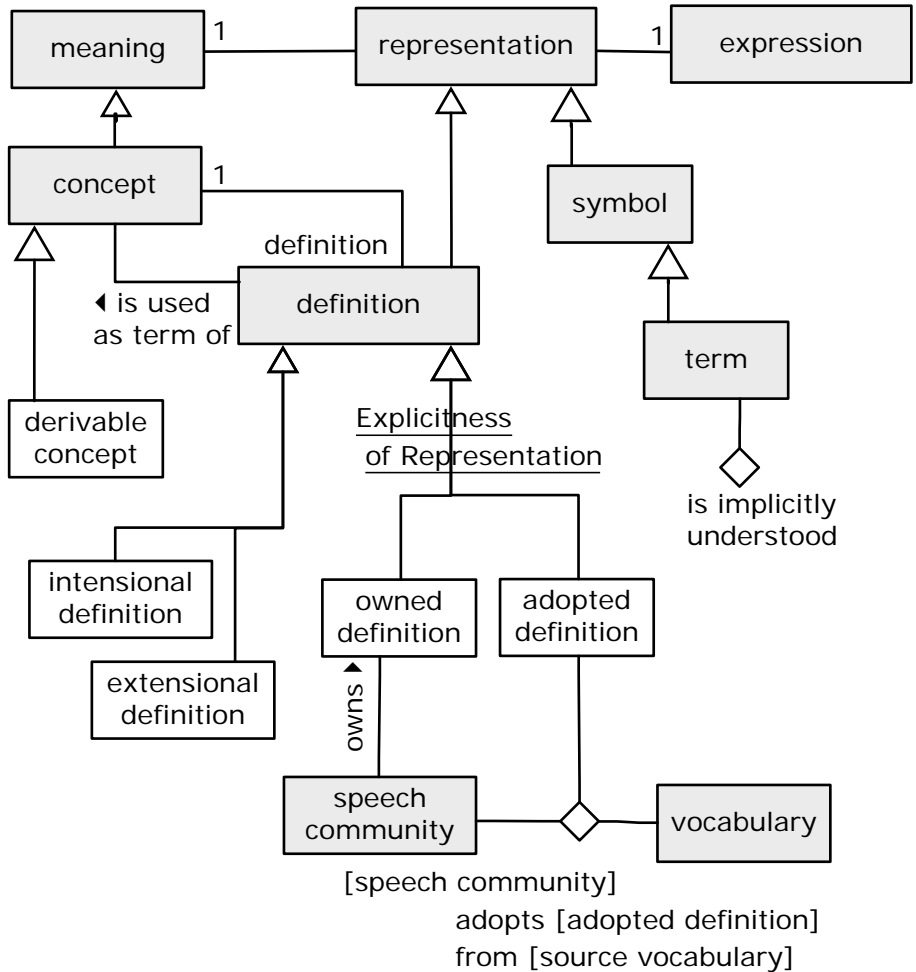 meaning
1
representation
1
expression
concept
1
symbol
definition
definition
◀ is used
as term of
term
derivable
concept
Explicitness
of Representation
is implicitly
understood
intensional
definition
owned
definition
adopted
definition
extensional
definition
owns ▶
speech
community
vocabulary
[speech community]
adopts [adopted definition]
from [source vocabulary]